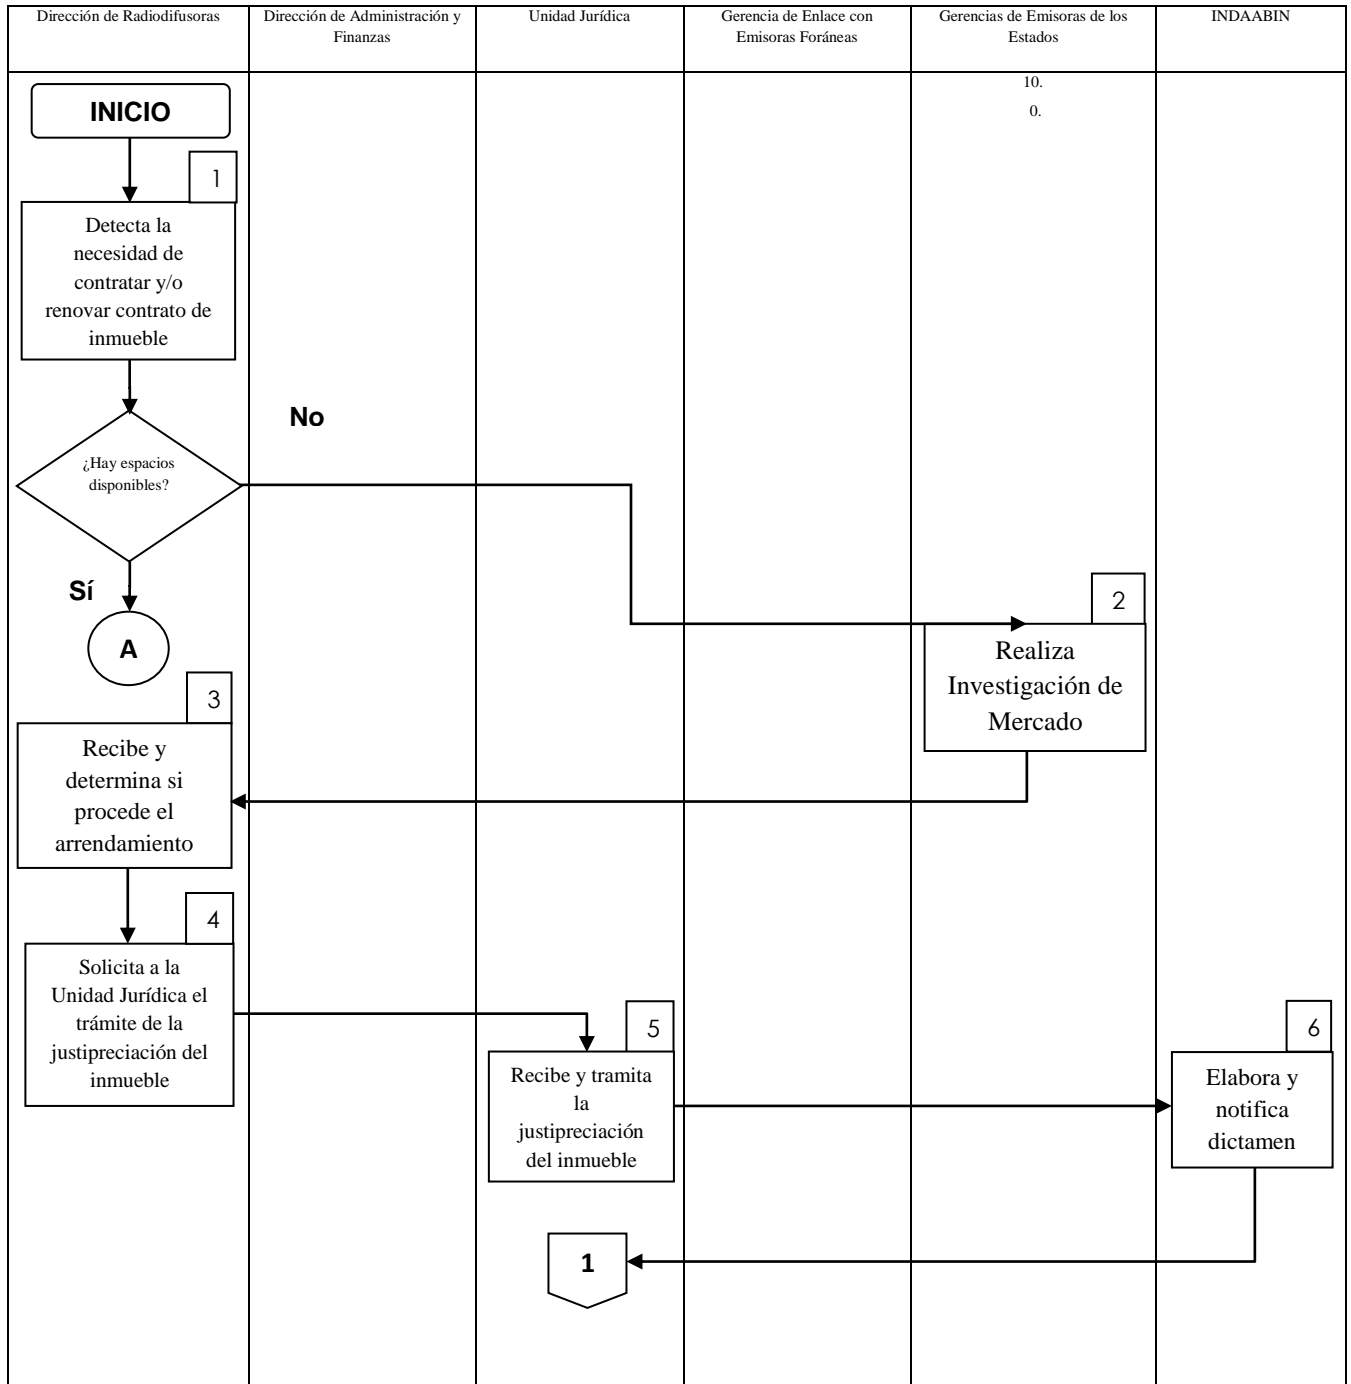 Dirección de Radiodifusoras
Dirección de Administración y
Finanzas
Unidad Jurídica
Gerencia de Enlace con
Emisoras Foráneas
Gerencias de Emisoras de los
Estados
INDAABIN
10.
0.
INICIO
1
Detecta la
necesidad de
contratar y/o
renovar contrato de
inmueble
No
¿Hay espacios
disponibles?
Sí
A
2
Realiza
Investigación de
Mercado
3
Recibe y
determina si
procede el
arrendamiento
4
Solicita a la
Unidad Jurídica el
trámite de la
justipreciación del
inmueble
5
Recibe y tramita
la
justipreciación
del inmueble
6
Elabora y
notifica
dictamen
1